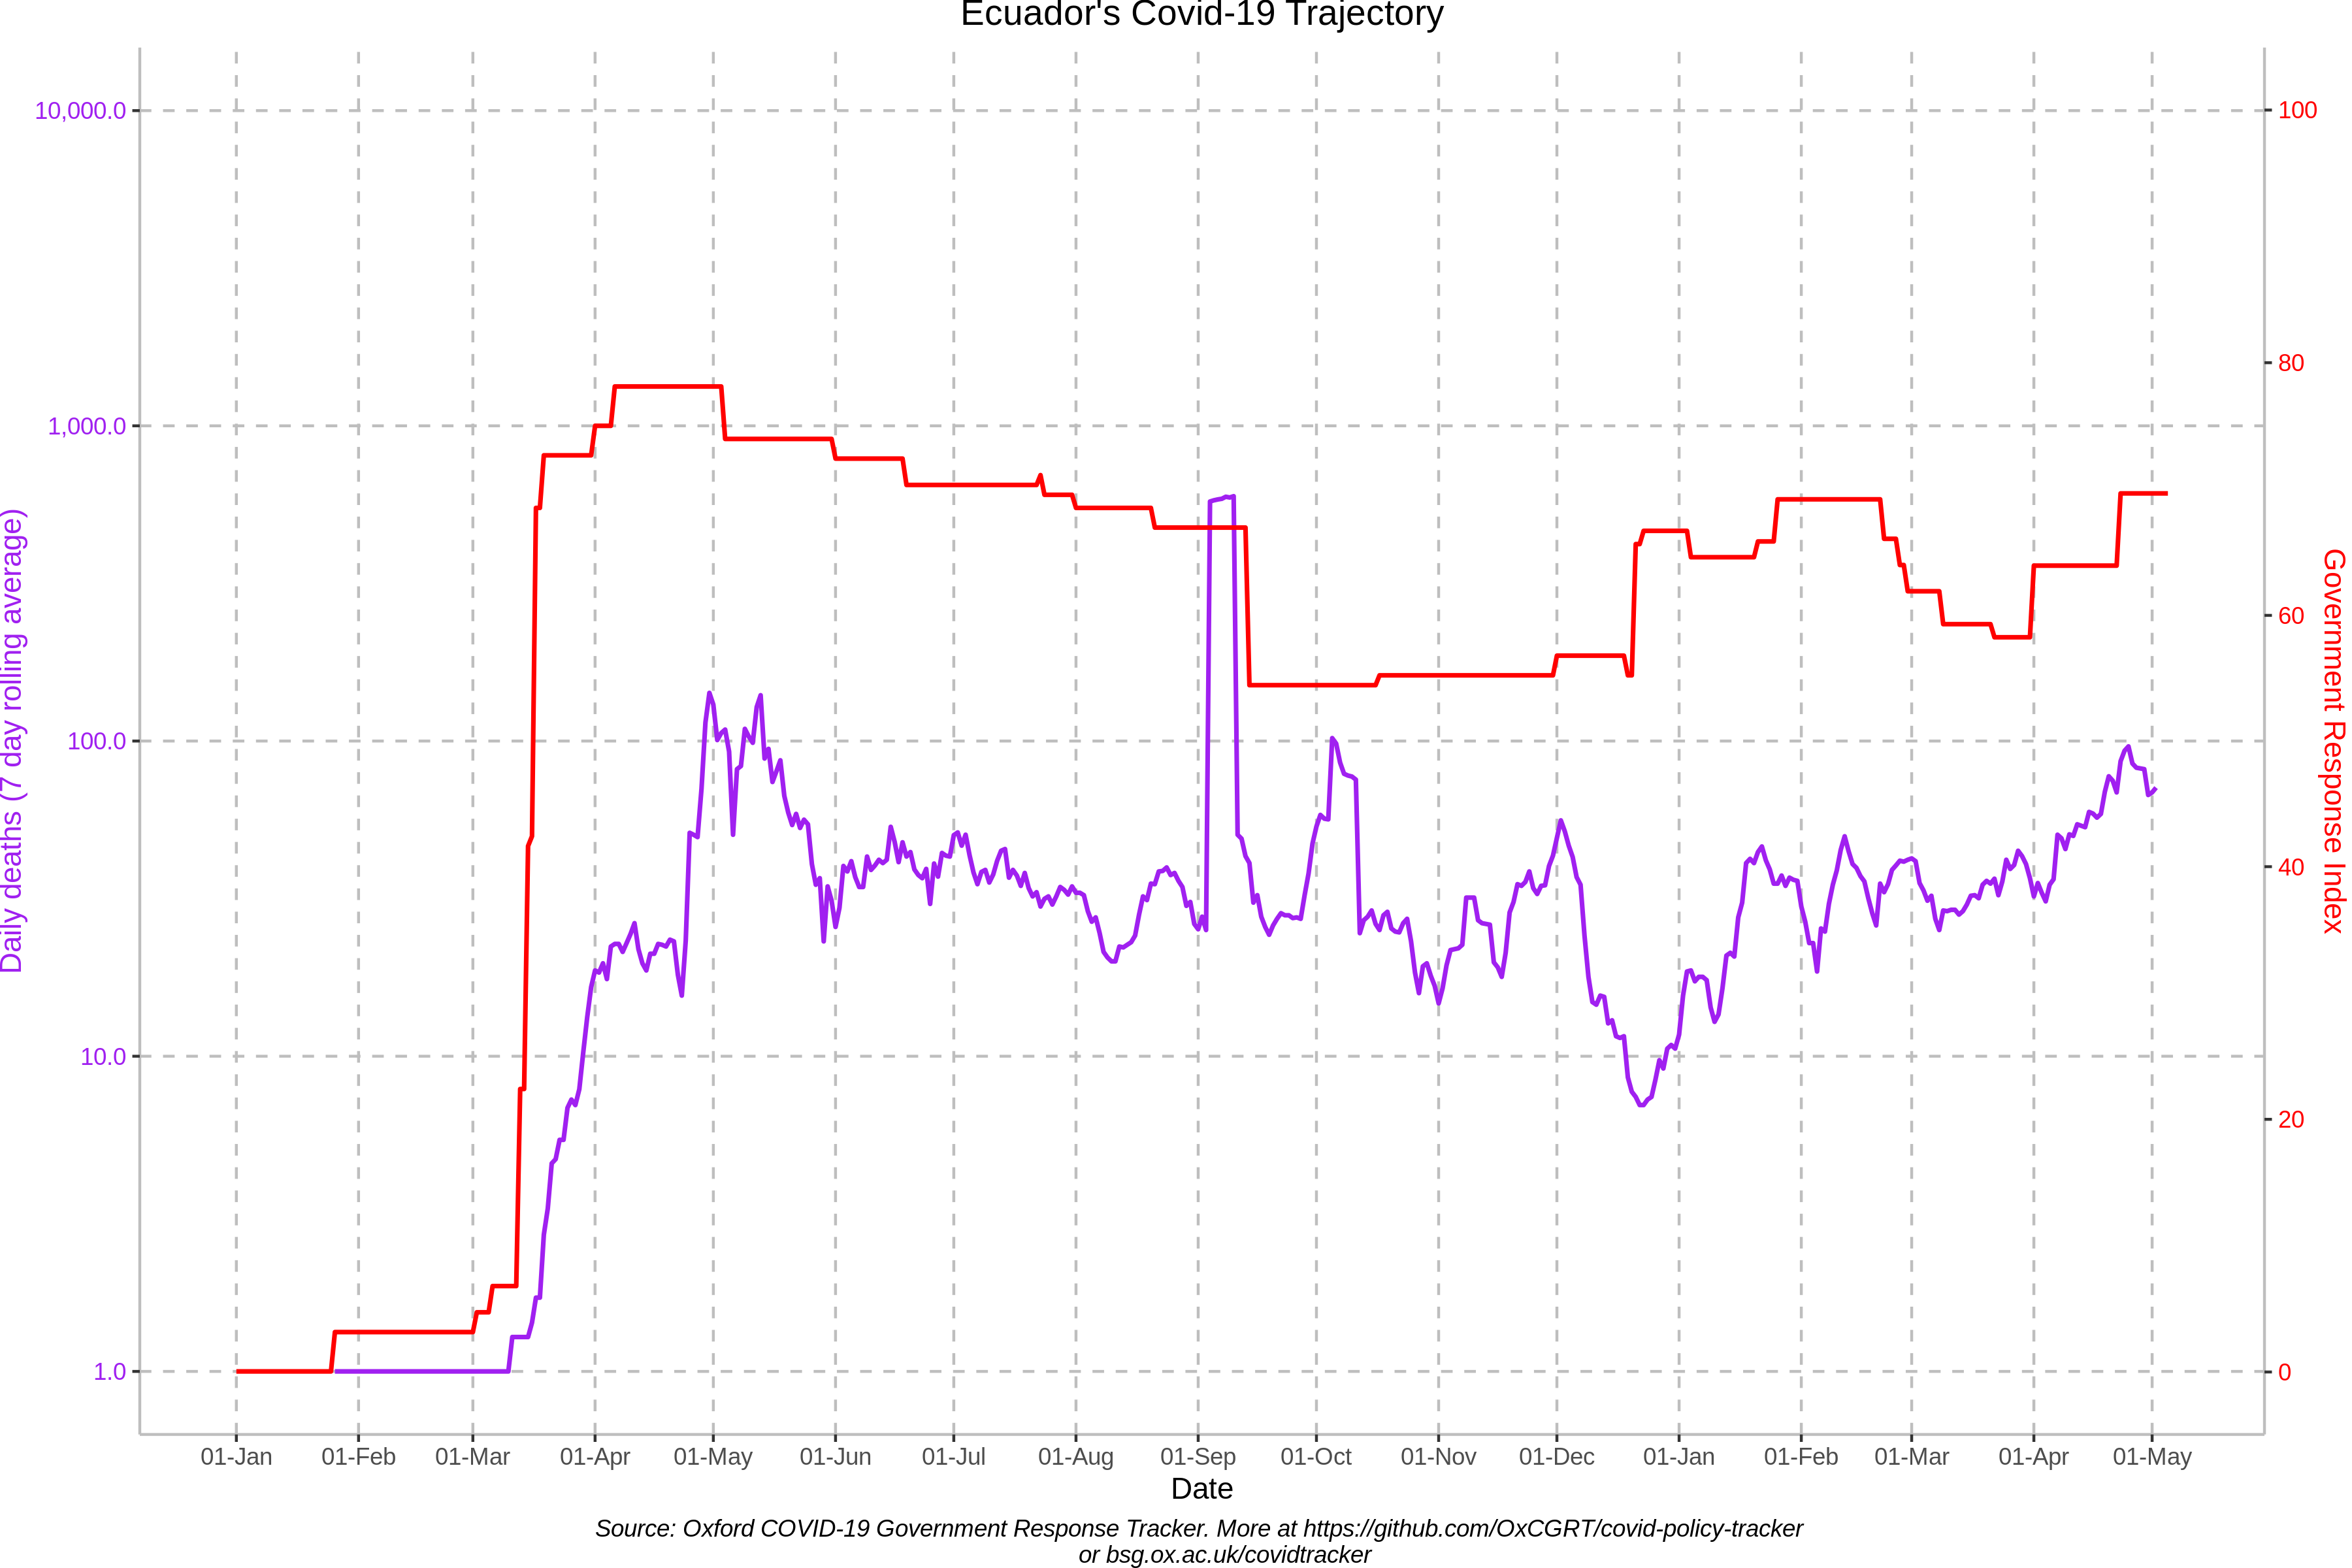 Ecuador's Covid-19 Trajectory
10,000.0
1,000.0
100.0
10.0
1.0
Daily deaths (7 day rolling average)
100
80
60
40
20
0
Government Response Index
01-Jan 01-Feb 01-Mar 01-Apr 01-May 01-Jun 01-Jul 01-Aug 01-Sep 01-Oct 01-Nov 01-Dec 01-Jan 01-Feb 01-Mar 01-Apr 01-May
Date
Source: Oxford COVID-19 Government Response Tracker. More at https://github.com/OxCGRT/covid-policy-tracker
or bsg.ox.ac.uk/covidtracker